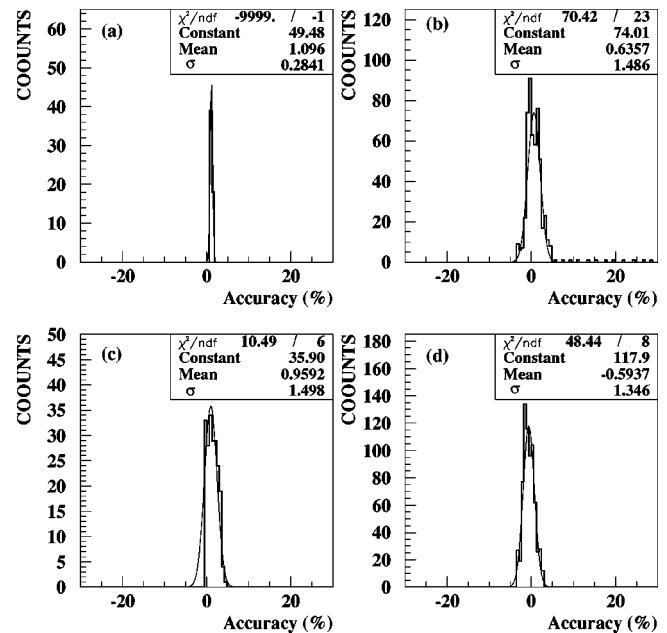 (a)
χ²/ndf -9999. / -1
Constant 49.48
Mean 1.096
σ 0.2841
COOUNTS
60
50
40
30
20
10
0
-20 0 20
Accuracy (%)
(b)
χ²/ndf 70.42 / 23
Constant 74.01
Mean 0.6357
σ 1.486
COOUNTS
120
100
80
60
40
20
0
-20 0 20
Accuracy (%)
(c)
χ²/ndf 10.49 / 6
Constant 35.90
Mean 0.9592
σ 1.498
COOUNTS
50
45
40
35
30
25
20
15
10
5
0
-20 0 20
Accuracy (%)
(d)
χ²/ndf 48.44 / 8
Constant 117.9
Mean -0.5937
σ 1.346
COOUNTS
180
160
140
120
100
80
60
40
20
0
-20 0 20
Accuracy (%)